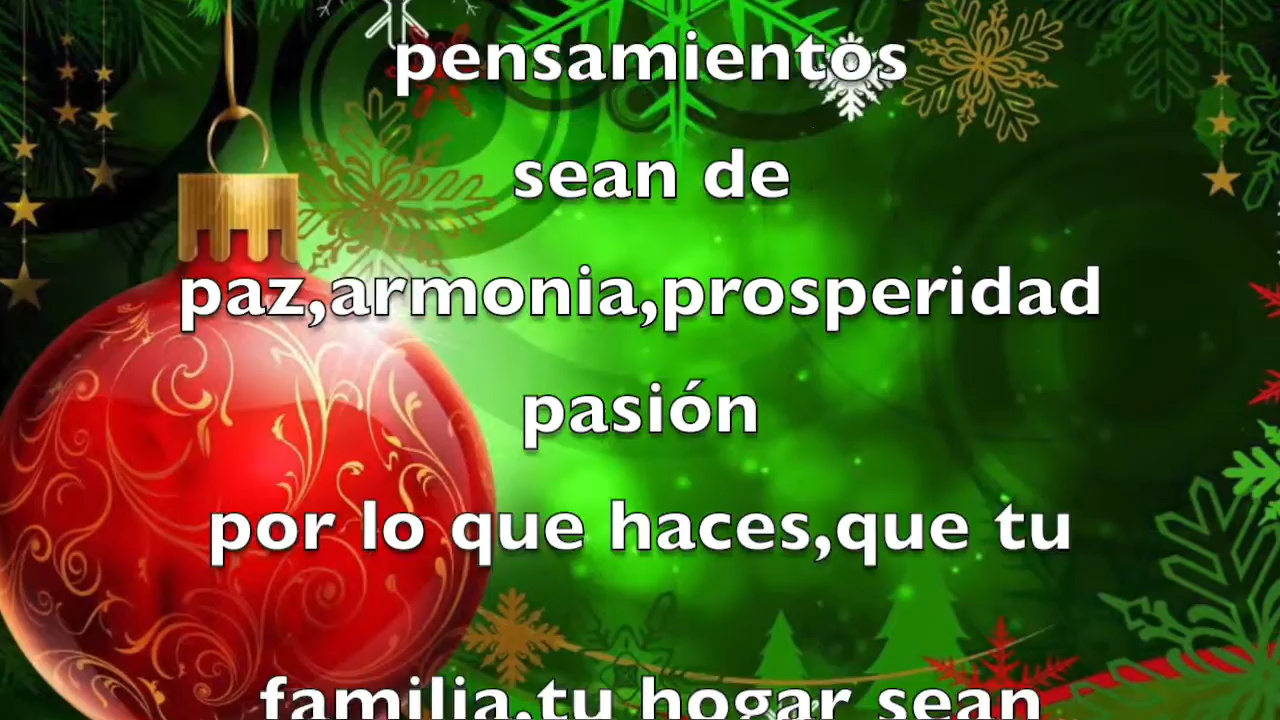 pensamientos
sean de
paz,armonia,prosperidad
pasión
por lo que haces,que tu
familia,tu hogar sean